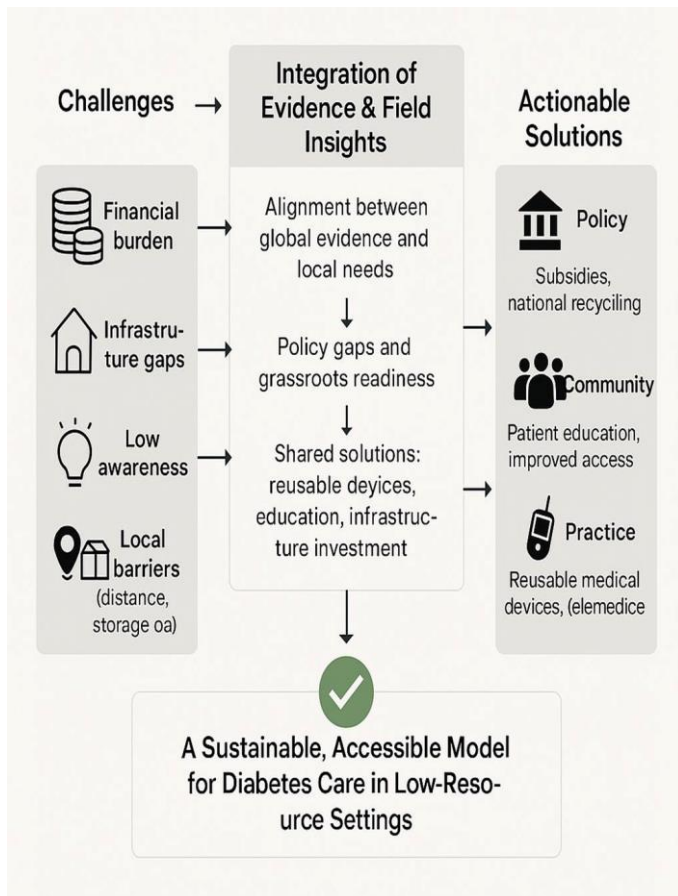 Challenges
Financial
burden
Infrastru-
ture gaps
Low
awareness
Local
barriers
(distance,
storage oa)
Integration of
Evidence & Field
Insights
Alignment between
global evidence and
local needs
Policy gaps and
grassroots readiness
Shared solutions:
reusable deyices,
education, infrastruc-
ture investment
Actionable
Solutions
Policy
Subsidies,
national recyciling
Community
Patient education,
improved access
Practice
Reusable medical
devices, (elemedice
A Sustainable, Accessible Model
for Diabetes Care in Low-Reso-
urce Settings